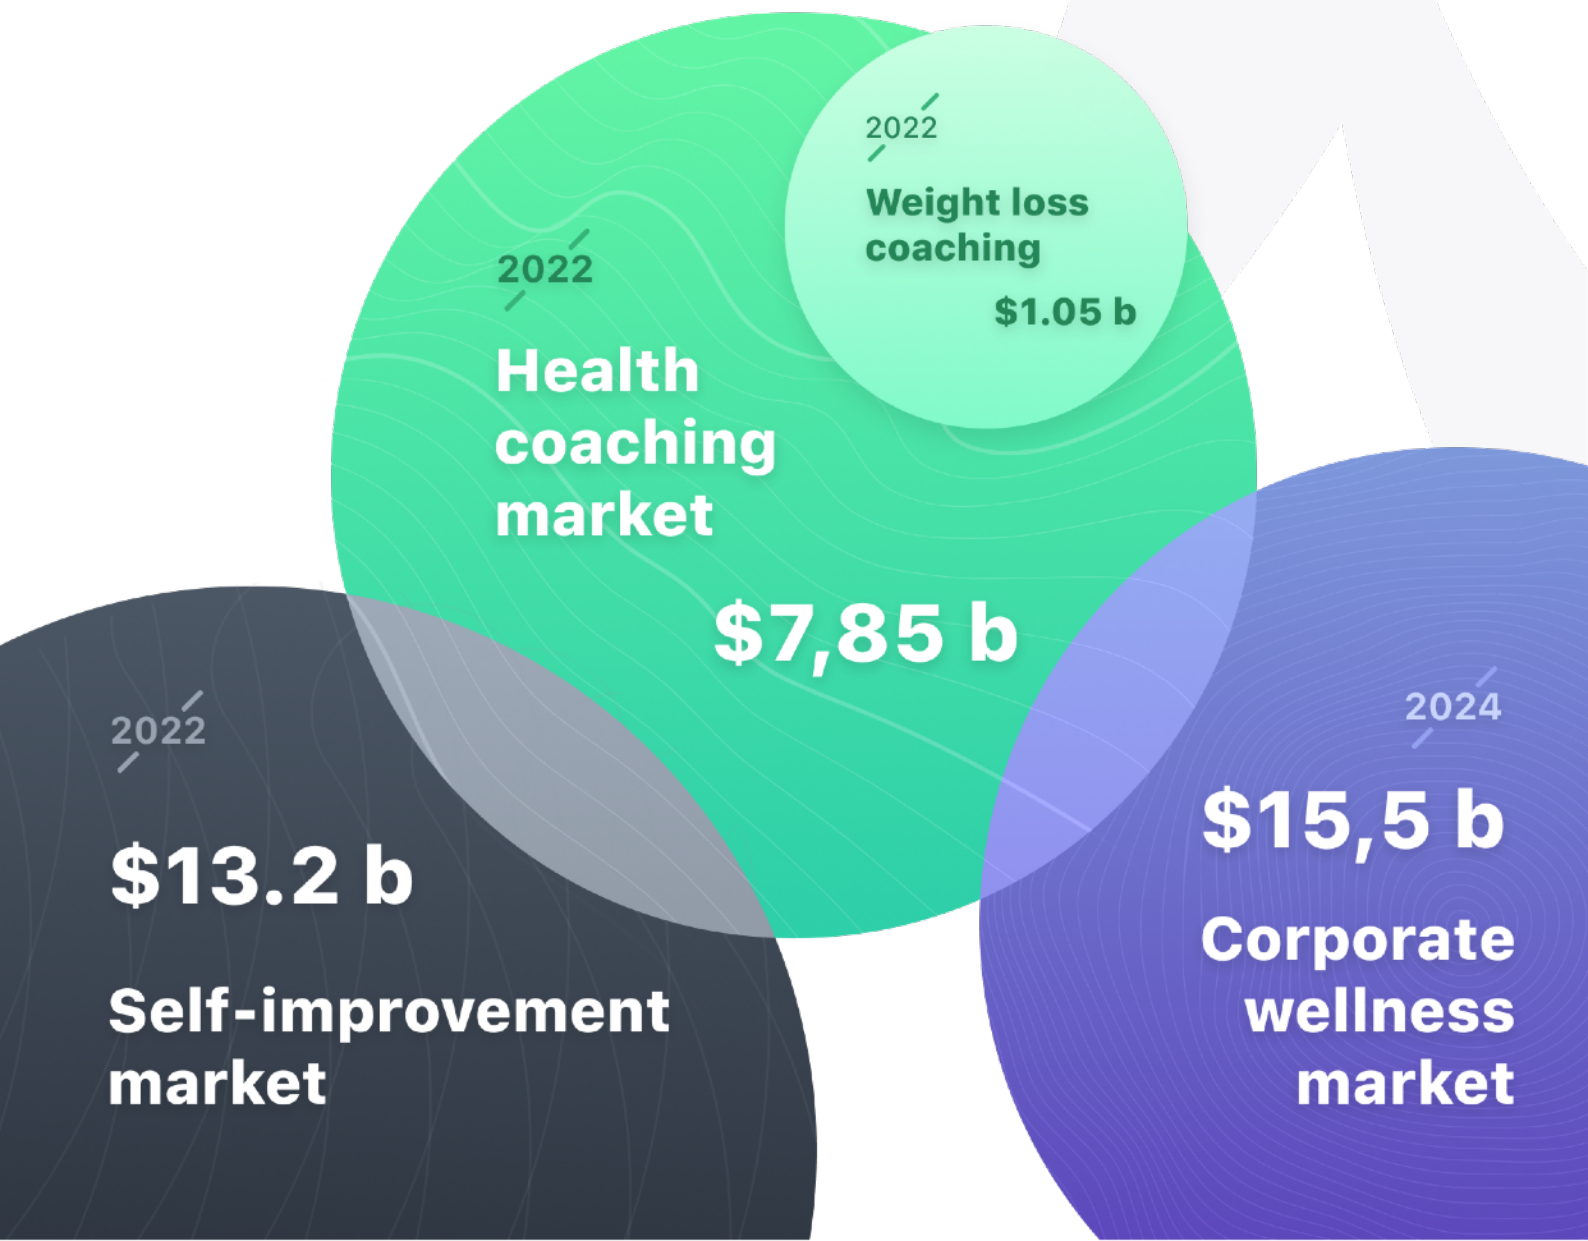 2022
Weight loss
coaching
$1.05 b
2022
Health
coaching
market
$7,85 b
2022
$13.2 b
Self-improvement
market
2024
$15,5 b
Corporate
wellness
market